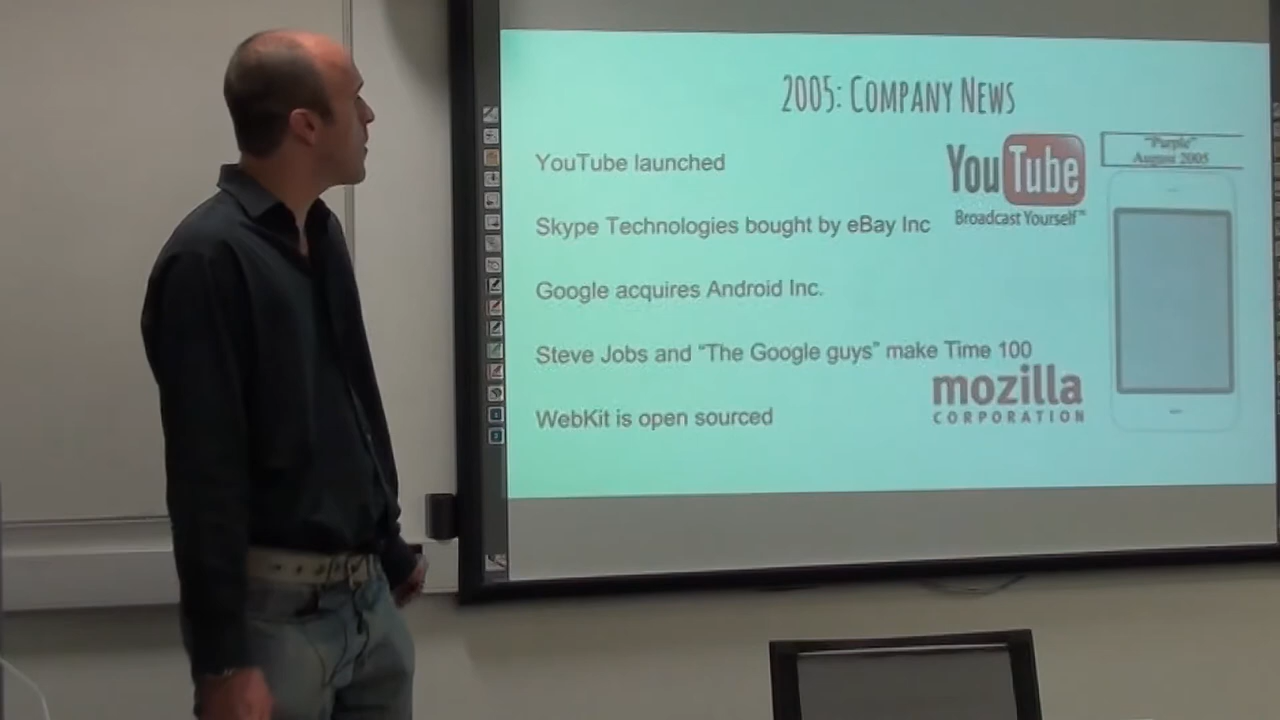 2005: Company News
YouTube launched
Skype Technologies bought by eBay Inc
Google acquires Android Inc.
Steve Jobs and “The Google guys” make Time 100
WebKit is open sourced
YouTube
Broadcast Yourself™
"Purple"
August 2005
mozilla
CORPORATION